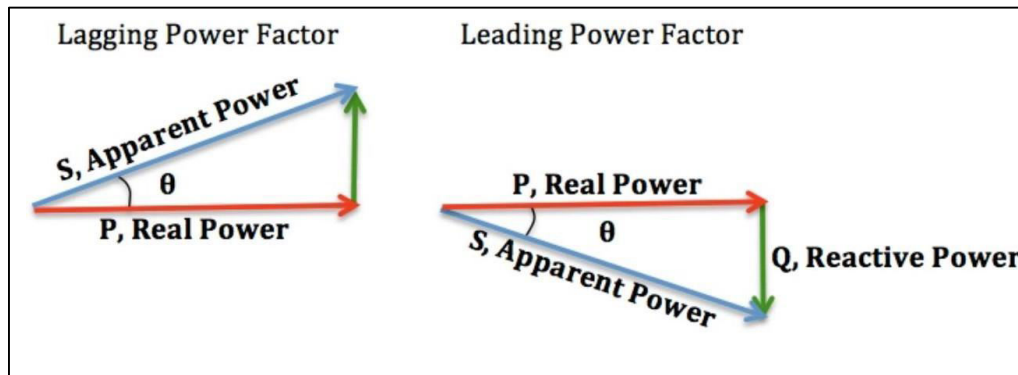 Lagging Power Factor
S, Apparent Power
θ
P, Real Power
Leading Power Factor
P, Real Power
θ
S, Apparent Power
Q, Reactive Power